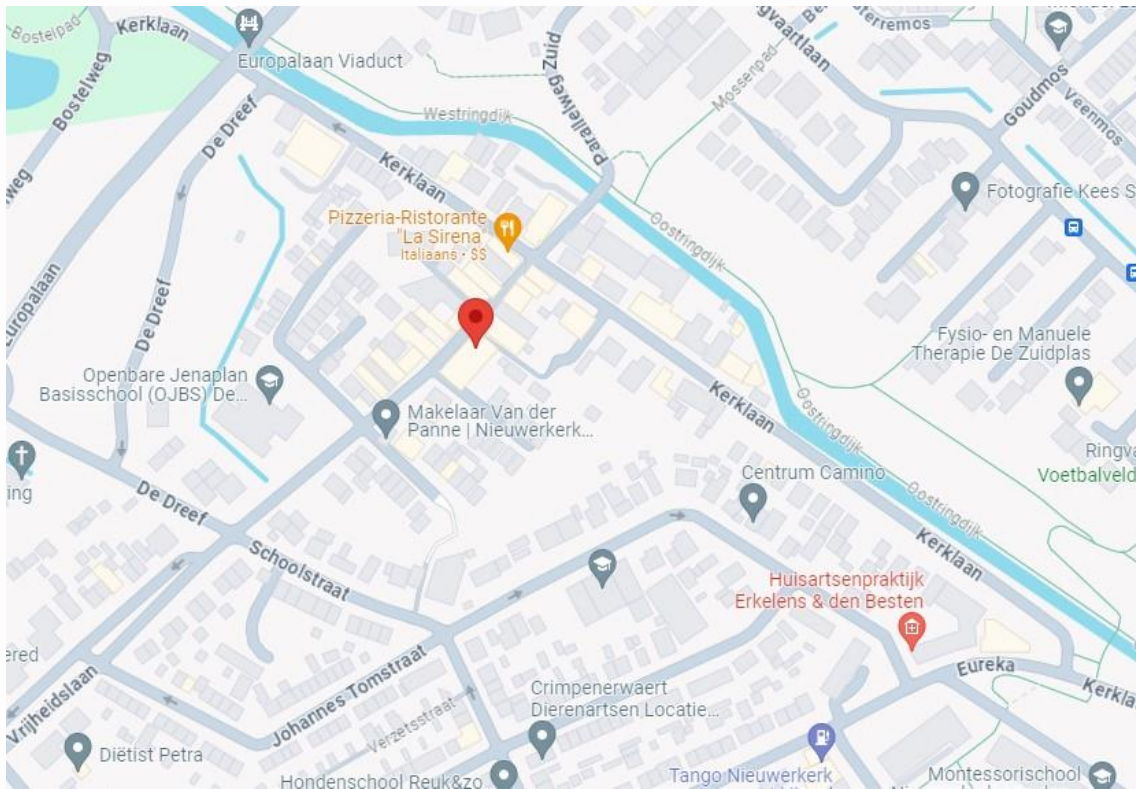 Bostelpad
Kerklaan
Bostelweg
Europalaan Viaduct
De Dreef
Westringdijk
Parallelweg Zuid
Mossenpad
Ringvaartlaan
Goudmos
Veenmos
Kerklaan
Pizzeria-Ristorante
"La Sirena"
Italiaans · $$
Oostringdijk
Fotografie Kees S
Europalaan
De Dreef
Fysio- en Manuele
Therapie De Zuidplas
Openbare Jenaplan
Basisschool (OJBS) De...
Makelaar Van der
Panne | Nieuwerkerk...
Kerklaan
Oostringdijk
Ringva
Voetbalveld
ing
De Dreef
Centrum Camino
Oostringdijk
Kerklaan
Schoolstraat
Huisartsenpraktijk
Erkelens & den Besten
ered
Vrijheidslaan
Johannes Tomstraat
Verzetsstraat
Eureka
Kerkla
Crimpenerwaert
Dierenartsen Locatie...
Diëtist Petra
Hondenschool Reuk&zo
Tango Nieuwerkerk
Montessorischool